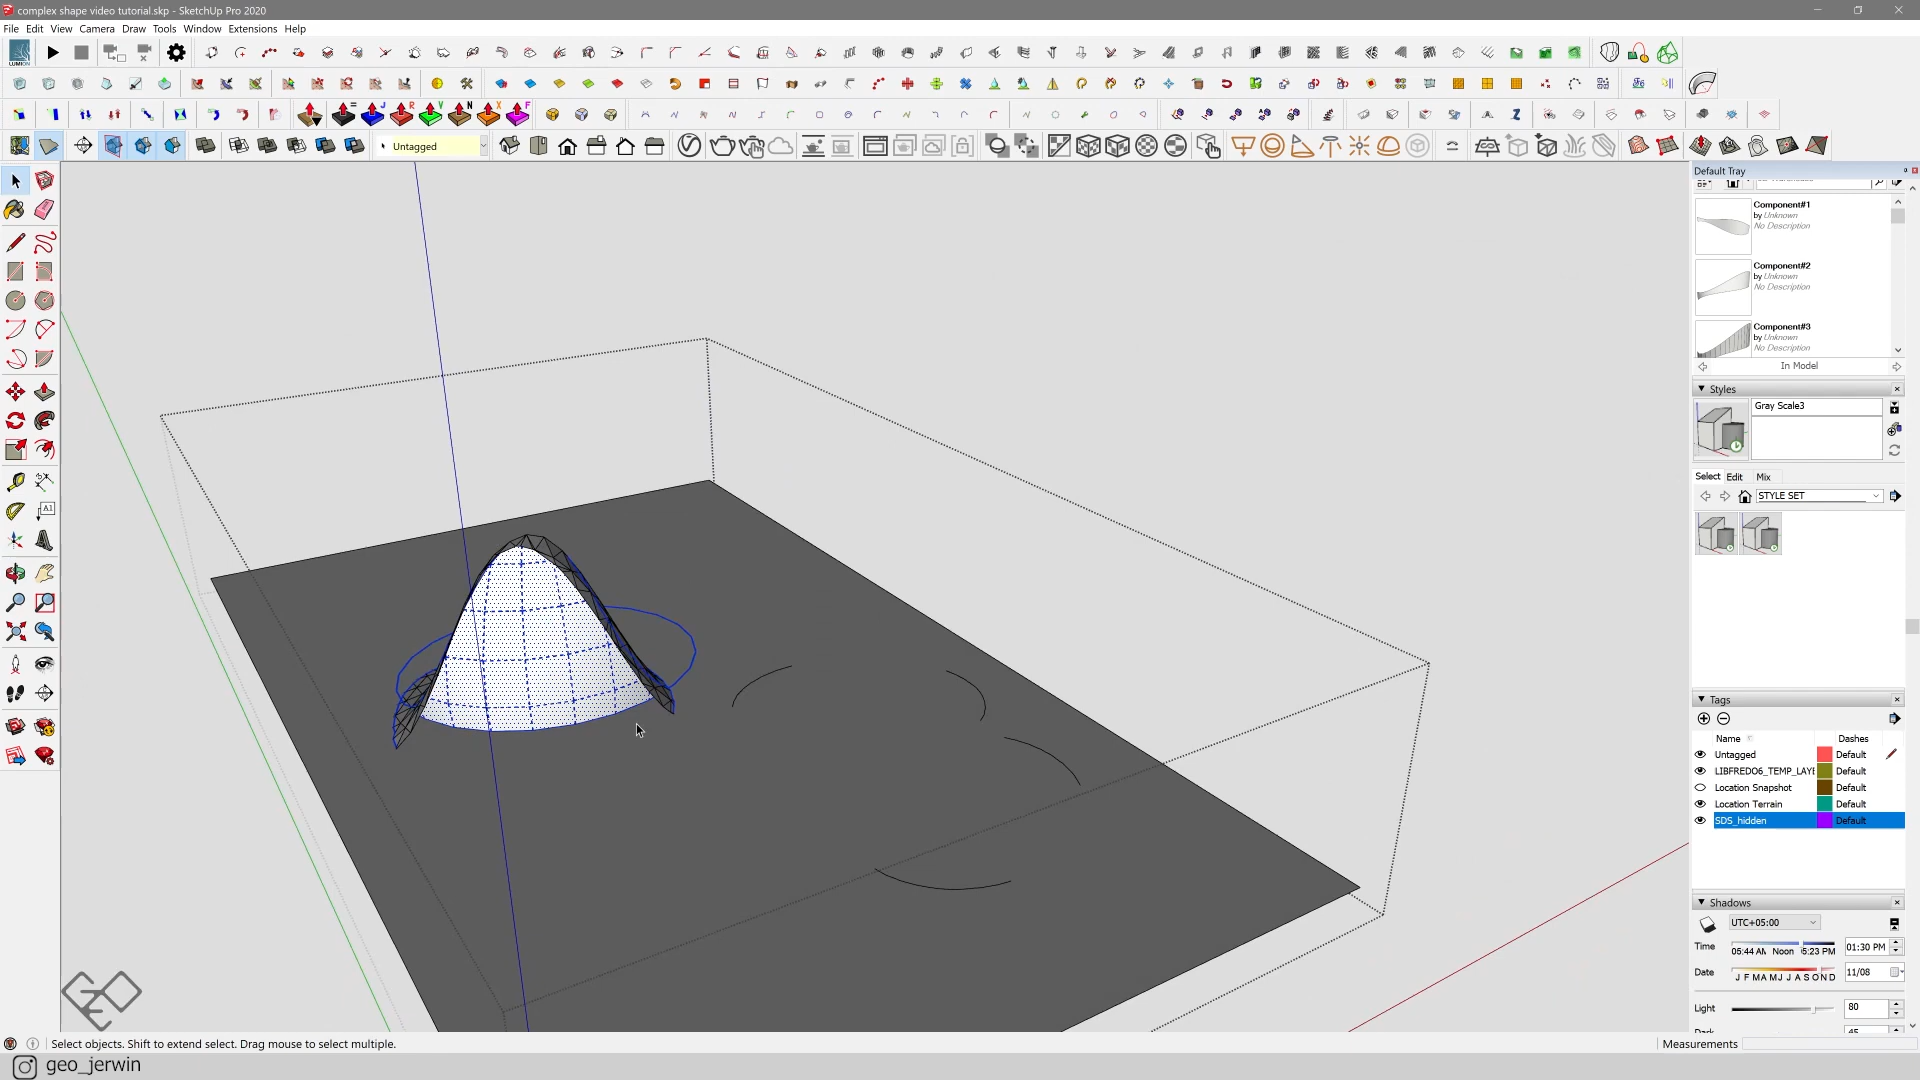 complex shape video tutorial.skp - SketchUp Pro 2020
File Edit View Camera Draw Tools Window Extensions Help
LUMION
= J R V N X F
Untagged
Default Tray
Component#1
by Unknown
No Description
Component#2
by Unknown
No Description
Component#3
by Unknown
No Description
In Model
Styles
Gray Scale3
Select Edit Mix
STYLE SET
Tags
Name Dashes
Untagged Default
LIBFREDO6_TEMP_LAYE Default
Location Snapshot Default
Location Terrain Default
SDS_hidden Default
Shadows
UTC+05:00
Time 05:44 AM Noon 5:23 PM 01:30 PM
Date J F M A M J J A S O N D 11/08
Light 80
Dark 45
Select objects. Shift to extend select. Drag mouse to select multiple.
Measurements
geo_jerwin